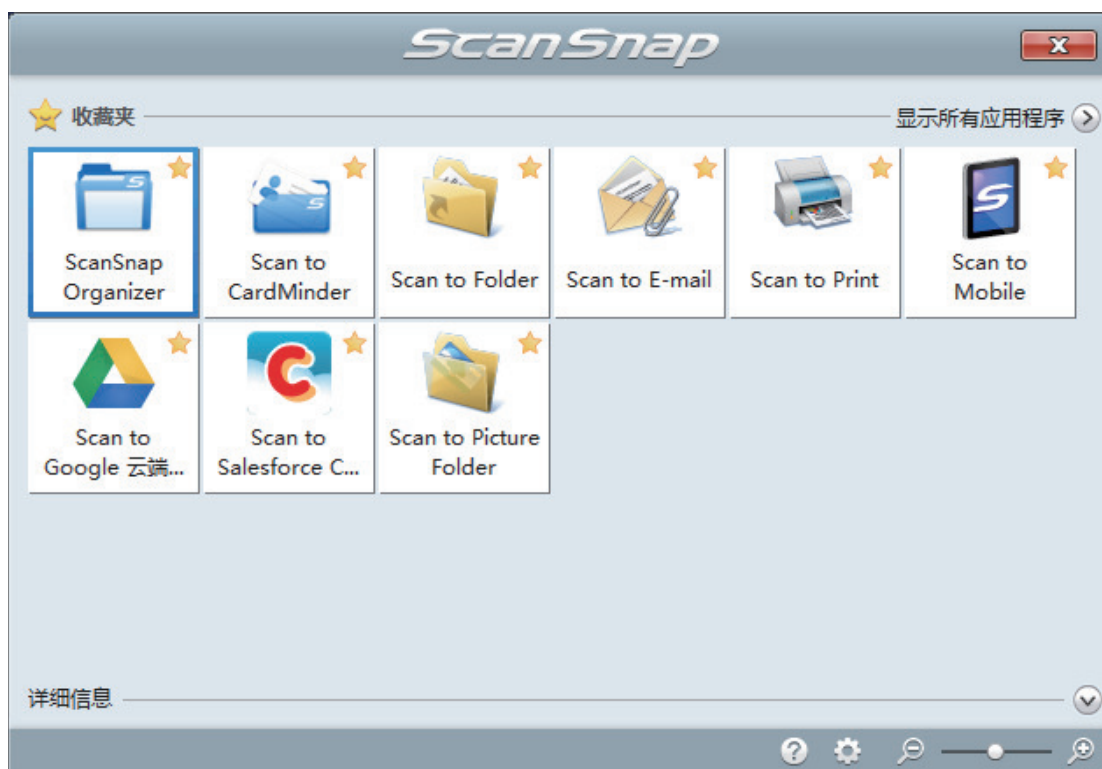 ScanSnap
收藏夹
显示所有应用程序
ScanSnap
Organizer
Scan to
CardMinder
Scan to Folder
Scan to E-mail
Scan to Print
Scan to
Mobile
Scan to
Google 云端...
Scan to
Salesforce C...
Scan to Picture
Folder
详细信息